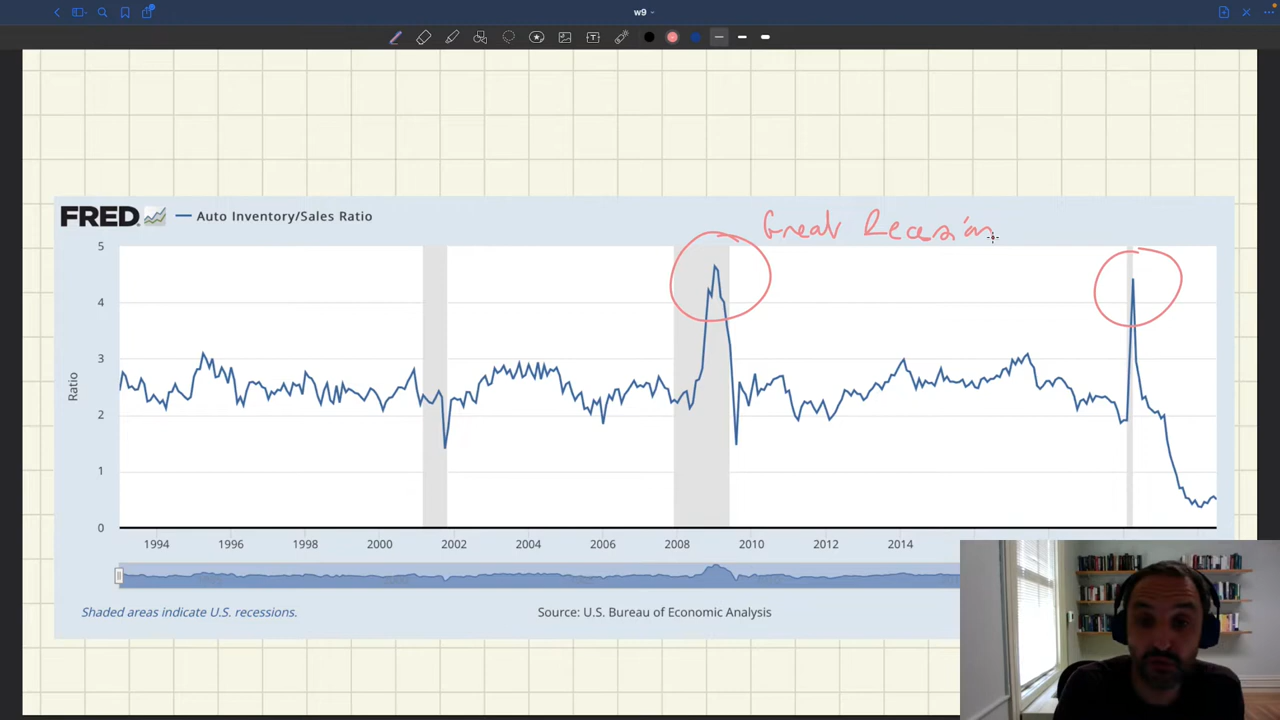 w9
FRED
Auto Inventory/Sales Ratio
Great Recession
5
4
3
2
1
0
Ratio
1994 1996 1998 2000 2002 2004 2006 2008 2010 2012 2014
Shaded areas indicate U.S. recessions.
Source: U.S. Bureau of Economic Analysis